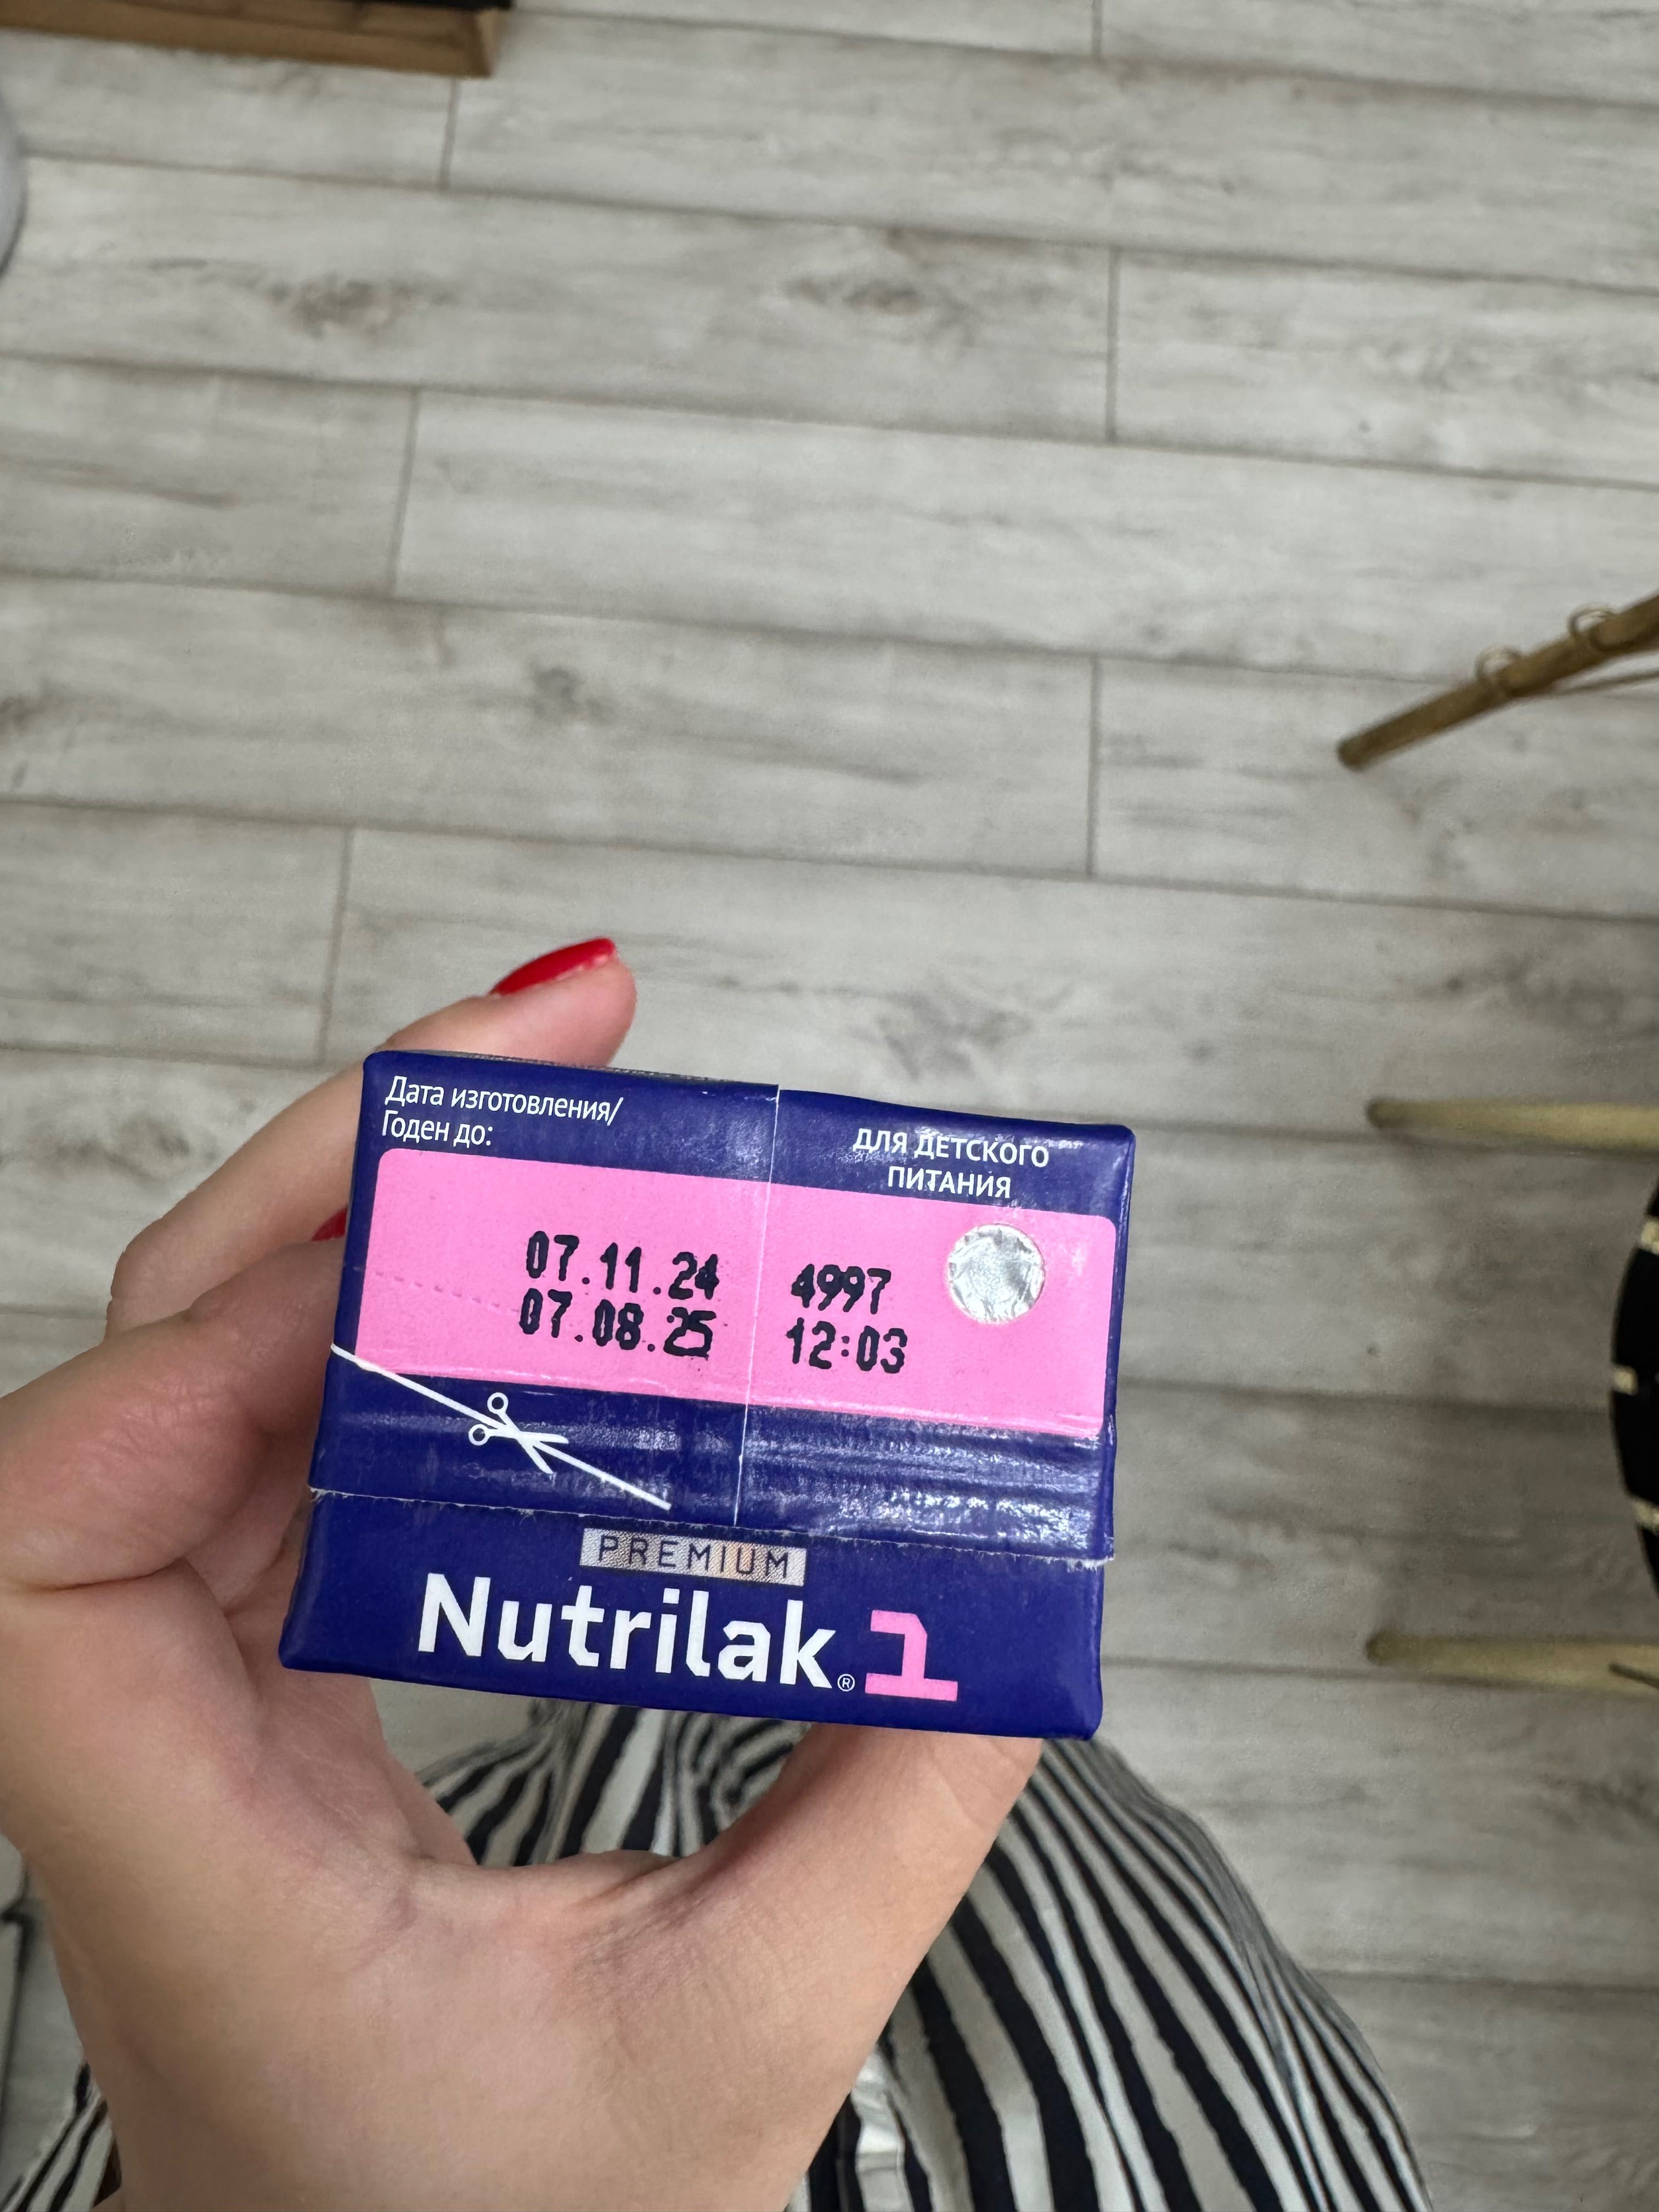 Дата изготовления/
Годен до:
ДЛЯ ДЕТСКОГО
ПИТАНИЯ
07.11.24 4997
07.08.25 12:03
PREMIUM
Nutrilak® 1